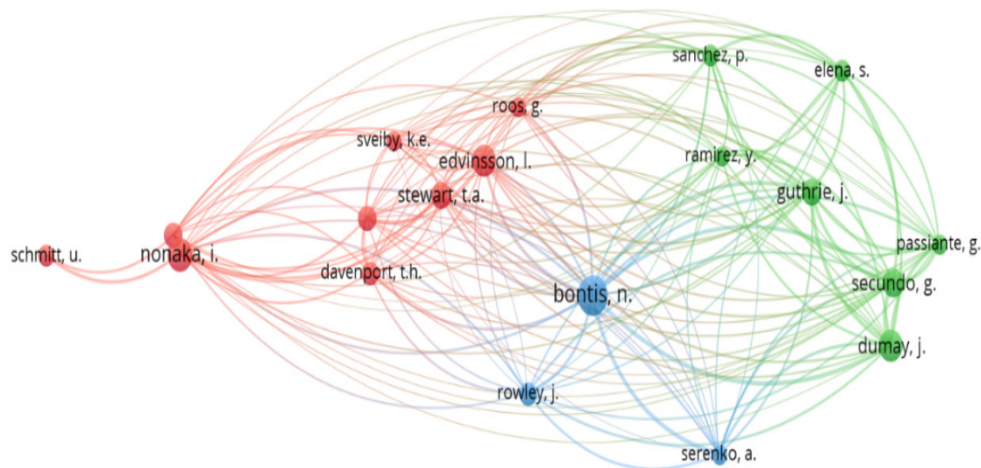 sanchez, p.
elena, s.
roos, g.
sveiby, k.e.
edvinsson, l.
ramirez, y.
stewart, t.a.
guthrie, j.
schmitt, u.
nonaka, i.
passiante, g.
davenport, t.h.
secundo, g.
bontis, n.
dumay, j.
rowley, j.
serenko, a.